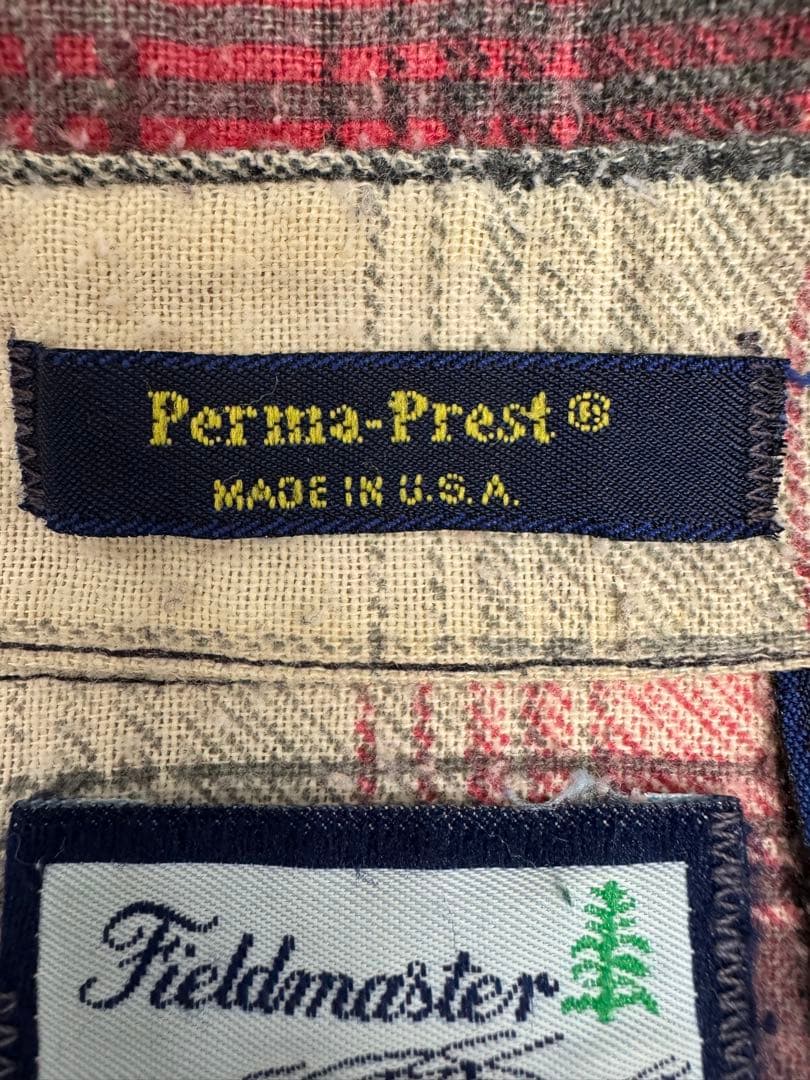 Perma-Prest®
MADE IN U.S.A.
Fieldmaster